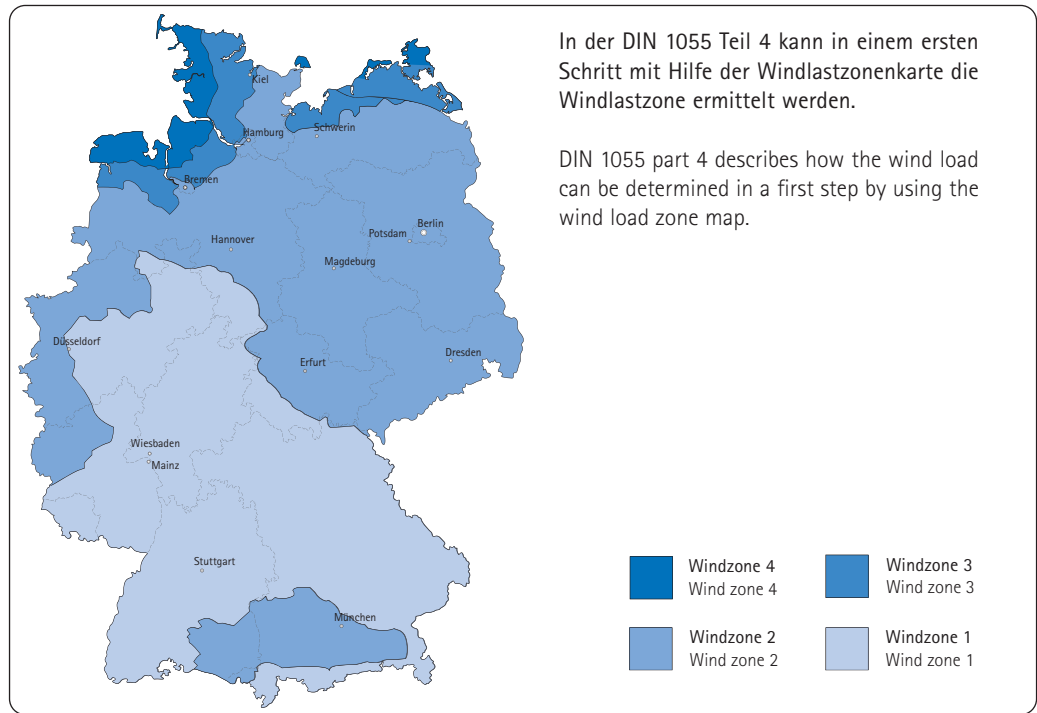 In der DIN 1055 Teil 4 kann in einem ersten
Schritt mit Hilfe der Windlastzonenkarte die
Windlastzone ermittelt werden.
DIN 1055 part 4 describes how the wind load
can be determined in a first step by using the
wind load zone map.
Kiel
Hamburg
Schwerin
Bremen
Berlin
Potsdam
Hannover
Magdeburg
Düsseldorf
Erfurt
Dresden
Wiesbaden
Mainz
Stuttgart
München
Windzone 4
Wind zone 4
Windzone 3
Wind zone 3
Windzone 2
Wind zone 2
Windzone 1
Wind zone 1